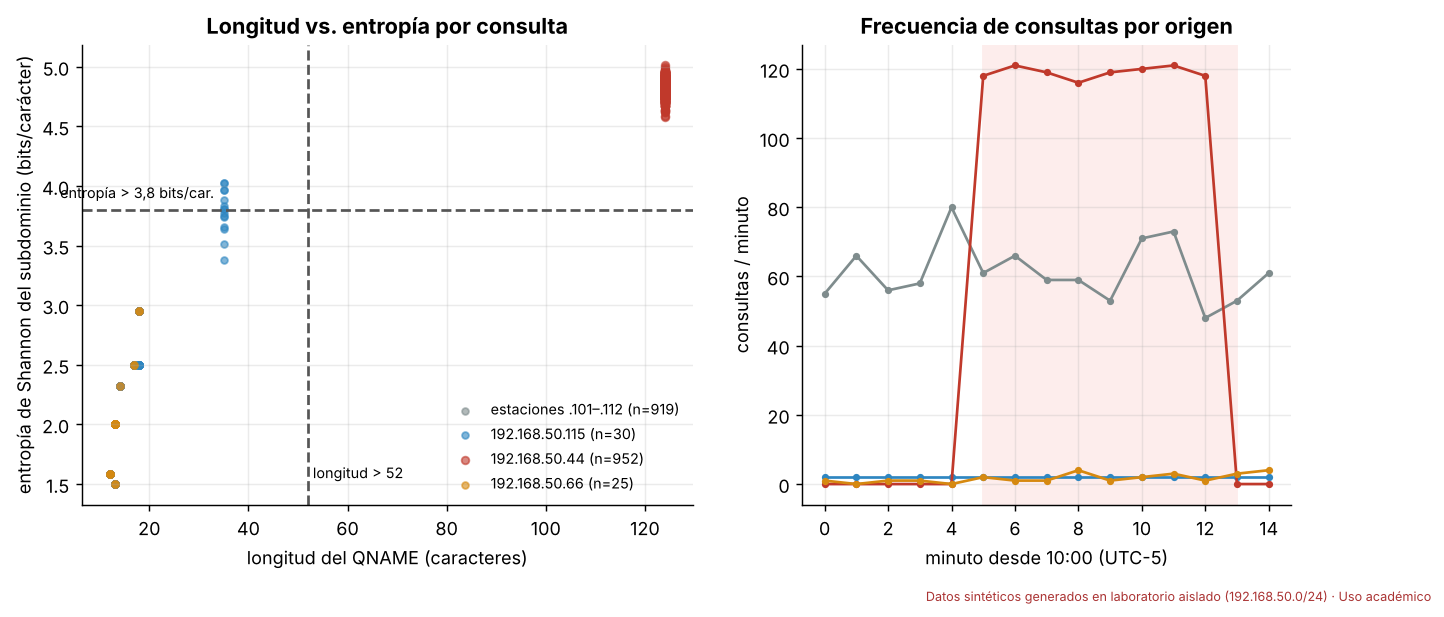 Longitud vs. entropía por consulta
entropía de Shannon del subdominio (bits/carácter)
5.0
4.5
4.0
3.5
3.0
2.5
2.0
1.5
entropía > 3,8 bits/car.
longitud > 52
estaciones .101–.112 (n=919)
192.168.50.115 (n=30)
192.168.50.44 (n=952)
192.168.50.66 (n=25)
20 40 60 80 100 120
longitud del QNAME (caracteres)
Frecuencia de consultas por origen
consultas / minuto
120
100
80
60
40
20
0
0 2 4 6 8 10 12 14
minuto desde 10:00 (UTC-5)
Datos sintéticos generados en laboratorio aislado (192.168.50.0/24) · Uso académico